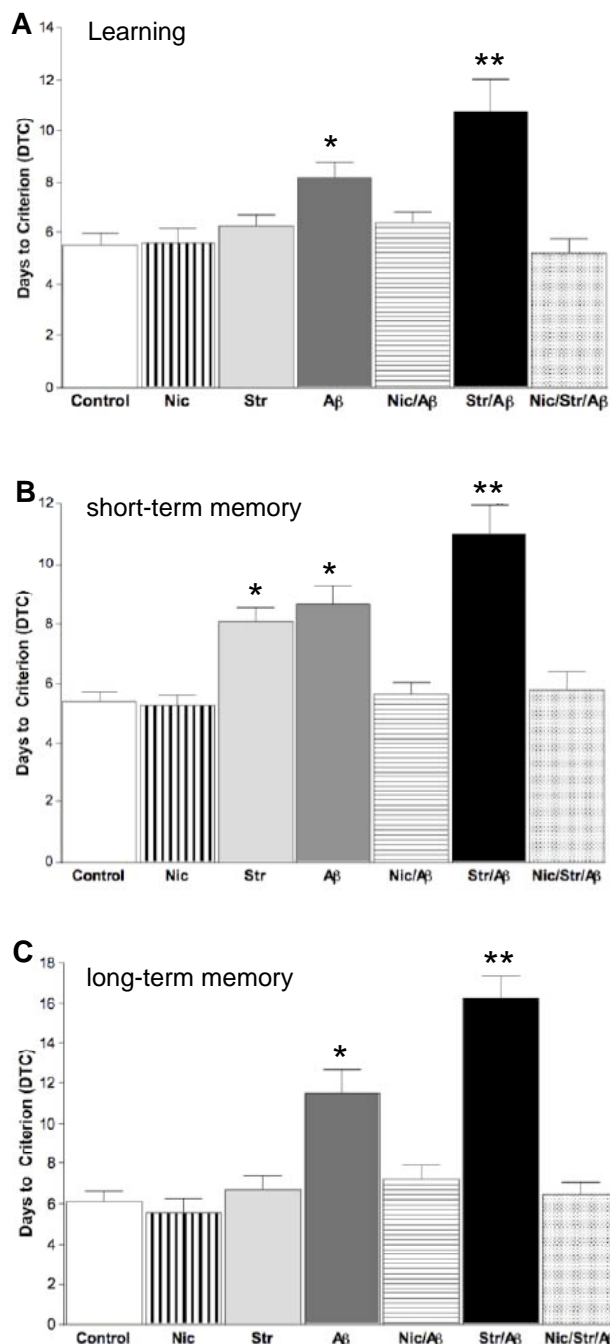 A
Learning
Days to Criterion (DTC)
14
12
10
8
6
4
2
0
*
**
Control Nic Str Aβ Nic/Aβ Str/Aβ Nic/Str/Aβ
B
short-term memory
Days to Criterion (DTC)
12
10
8
6
4
2
0
*
*
**
Control Nic Str Aβ Nic/Aβ Str/Aβ Nic/Str/Aβ
C
long-term memory
Days to Criterion (DTC)
18
16
14
12
10
8
6
4
2
0
*
**
Control Nic Str Aβ Nic/Aβ Str/Aβ Nic/Str/Aβ